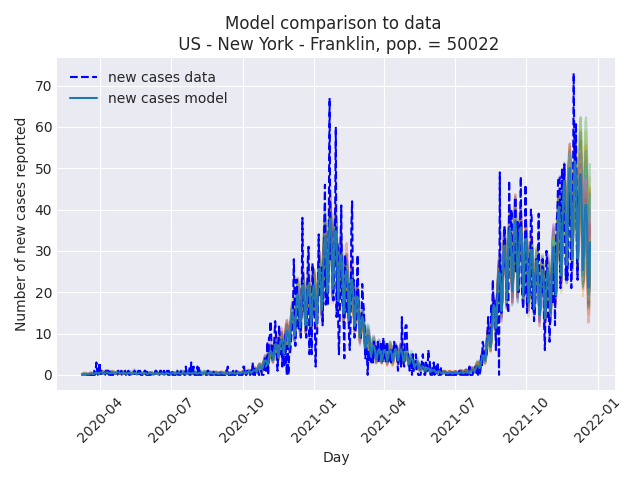 Model comparison to data
US - New York - Franklin, pop. = 50022
new cases data
new cases model
Number of new cases reported
70
60
50
40
30
20
10
0
2020-04
2020-07
2020-10
2021-01
2021-04
2021-07
2021-10
2022-01
Day